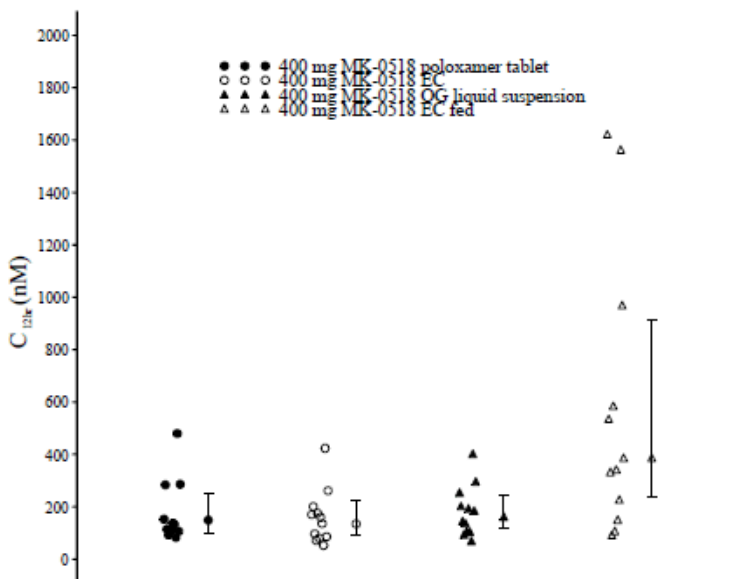 2000
400 mg MK-0518 poloxamer tablet
400 mg MK-0518 EC
400 mg MK-0518 OG liquid suspension
400 mg MK-0518 EC fed
1800
1600
1400
1200
1000
800
600
400
200
0
C 12hr (nM)